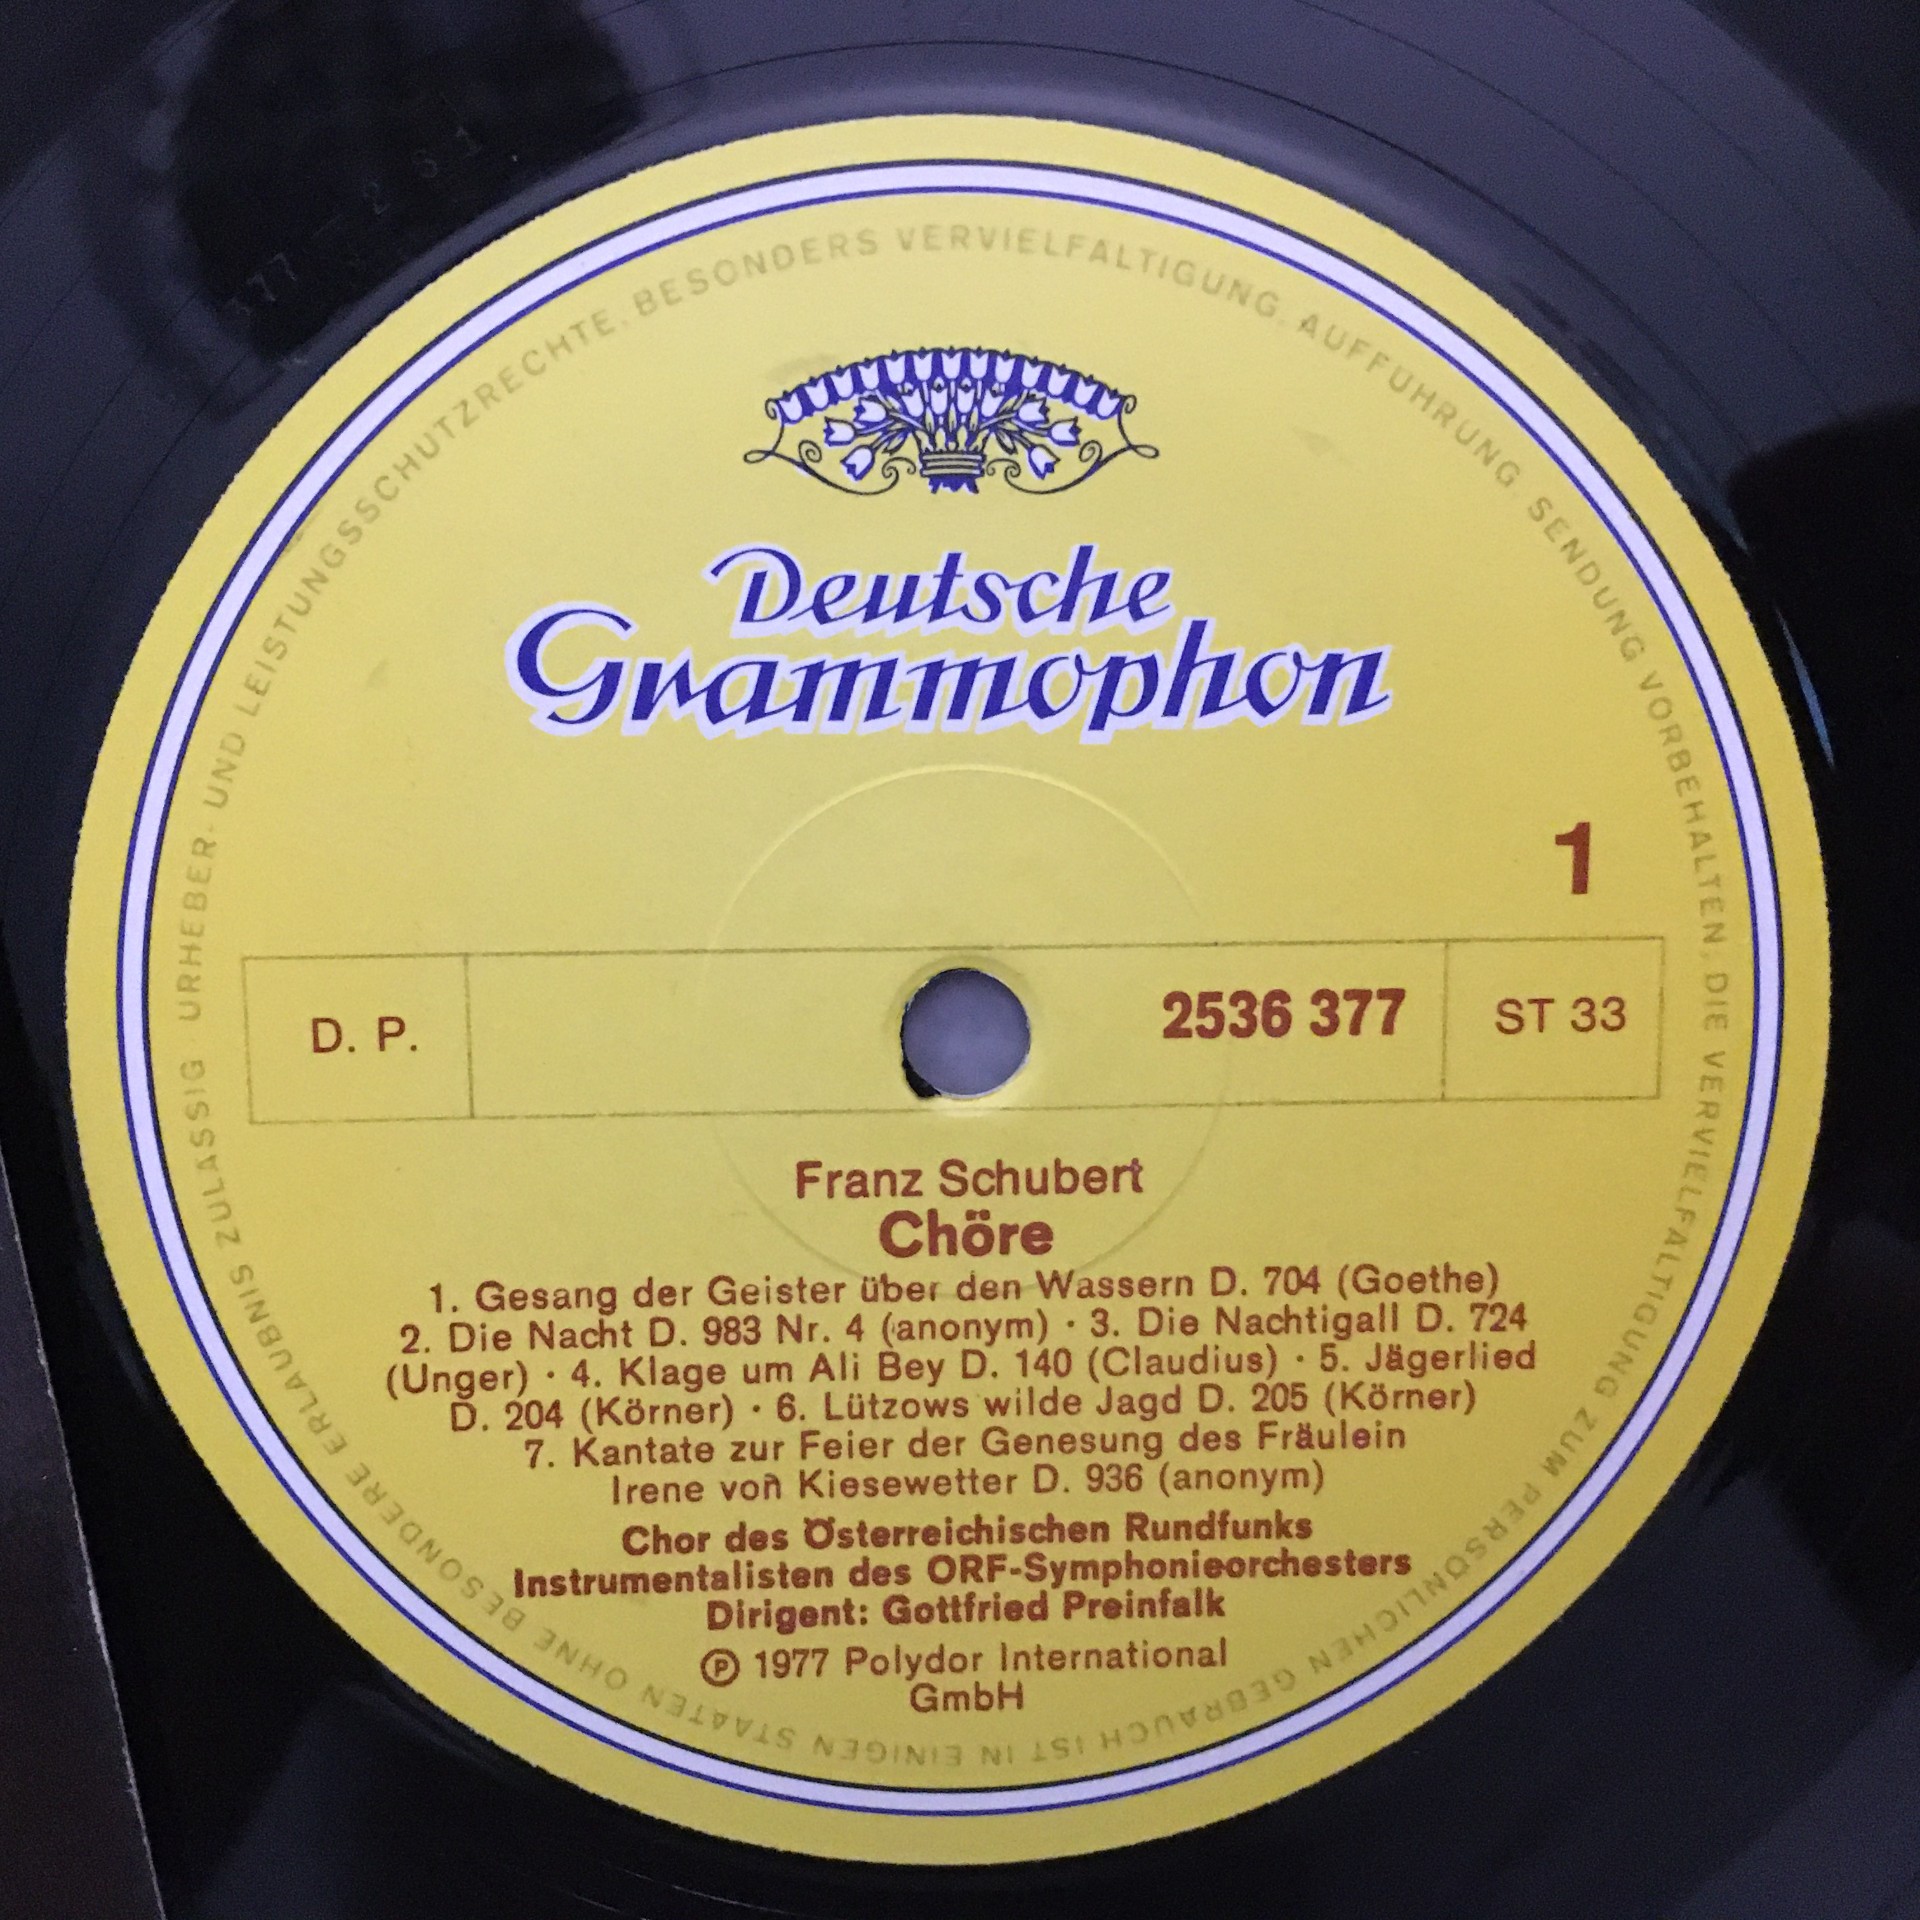 Deutsche
Grammophon
1
D. P.
2536 377
ST 33
Franz Schubert
Chöre
1. Gesang der Geister über den Wassern D. 704 (Goethe)
2. Die Nacht D. 983 Nr. 4 (anonym) · 3. Die Nachtigall D. 724
(Unger) · 4. Klage um Ali Bey D. 140 (Claudius) · 5. Jägerlied
D. 204 (Körner) · 6. Lützows wilde Jagd D. 205 (Körner)
7. Kantate zur Feier der Genesung des Fräulein
Irene von Kiesewetter D. 936 (anonym)
Chor des Österreichischen Rundfunks
Instrumentalisten des ORF-Symphonieorchesters
Dirigent: Gottfried Preinfalk
℗ 1977 Polydor International
GmbH
URHEBER- UND LEISTUNGSSCHUTZRECHTE, BESONDERS VERVIELFÄLTIGUNG, AUFFÜHRUNG, SENDUNG VORBEHALTEN, DIE VERVIELFÄLTIGUNG ZUM PERSÖNLICHEN GEBRAUCH IST IN EINIGEN STAATEN OHNE BESONDERE ERLAUBNIS ZULÄSSIG ·